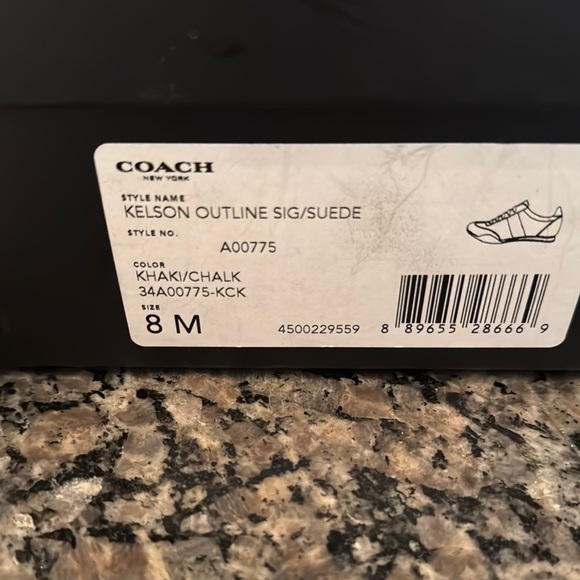 COACH
NEW YORK
STYLE NAME
KELSON OUTLINE SIG/SUEDE
STYLE NO.
A00775
COLOR
KHAKI/CHALK
34A00775-KCK
SIZE
8 M
4500229559
8 89655 28666 9